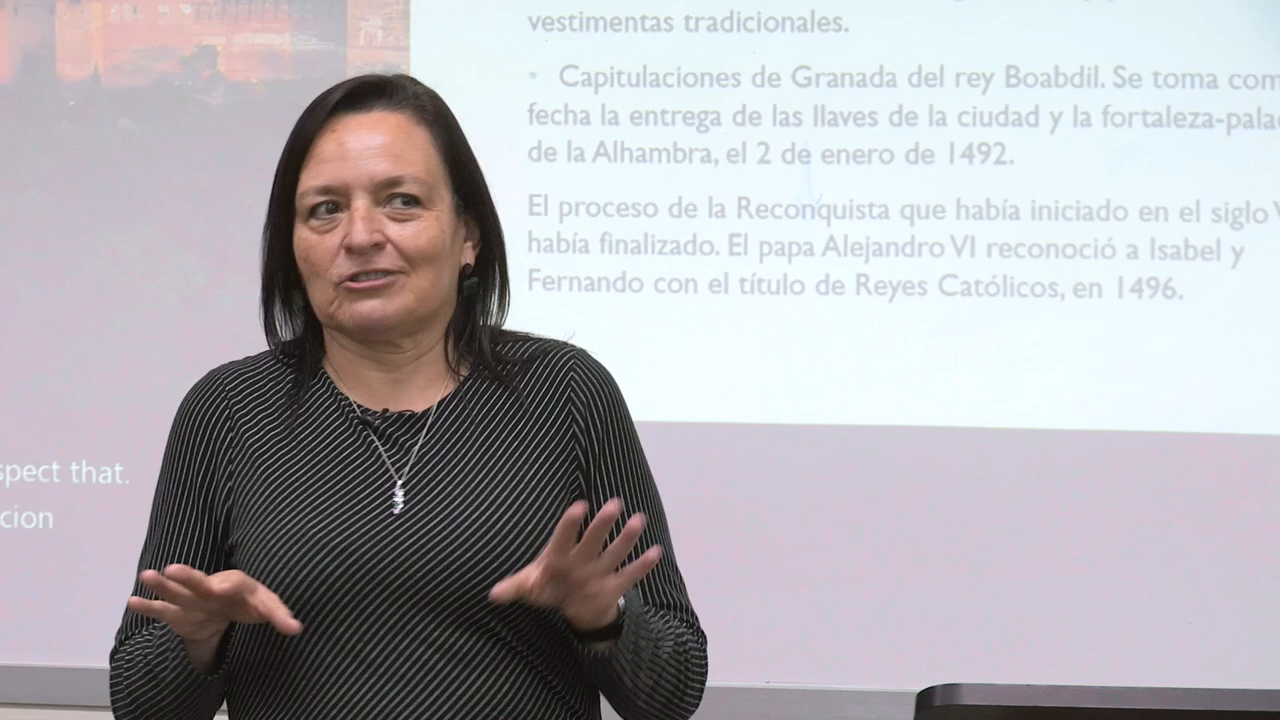 vestimentas tradicionales.
• Capitulaciones de Granada del rey Boabdil. Se toma com
fecha la entrega de las llaves de la ciudad y la fortaleza-pala
de la Alhambra, el 2 de enero de 1492.
El proceso de la Reconquista que había iniciado en el siglo V
había finalizado. El papa Alejandro VI reconoció a Isabel y
Fernando con el título de Reyes Católicos, en 1496.
spect that.
cion